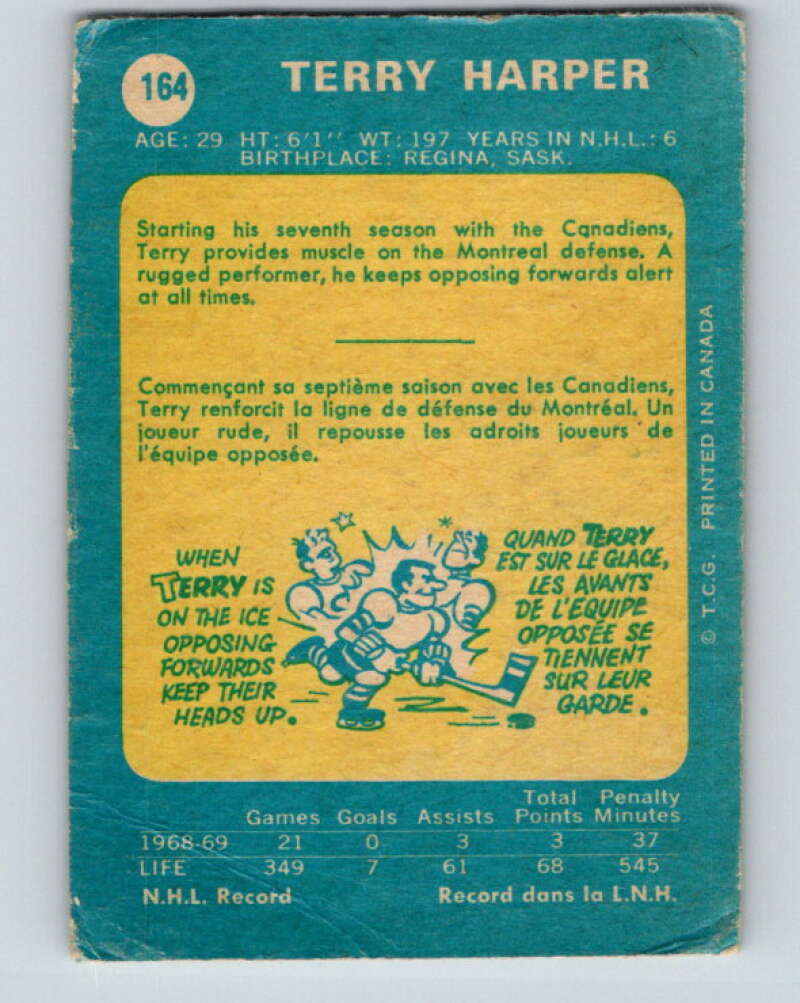 164
TERRY HARPER
AGE: 29 HT: 6'1'' WT: 197 YEARS IN N.H.L.: 6
BIRTHPLACE: REGINA, SASK.
Starting his seventh season with the Canadiens,
Terry provides muscle on the Montreal defense. A
rugged performer, he keeps opposing forwards alert
at all times.
Commençant sa septième saison avec les Canadiens,
Terry renforcit la ligne de défense du Montréal. Un
joueur rude, il repousse les adroits joueurs de
l'équipe opposée.
WHEN
TERRY IS
ON THE ICE
OPPOSING
FORWARDS
KEEP THEIR
HEADS UP.
QUAND TERRY
EST SUR LE GLACE,
LES AVANTS
DE L'ÉQUIPE
OPPOSÉE SE
TIENNENT
SUR LEUR
GARDE.
© T.C.G. PRINTED IN CANADA
Games Goals Assists Total Points Penalty Minutes
1968-69 21 0 3 3 37
LIFE 349 7 61 68 545
N.H.L. Record Record dans la L.N.H.